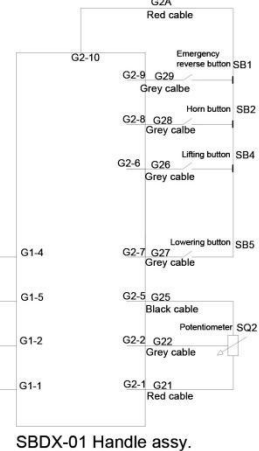 G2A
Red cable
G2-10
Emergency
reverse button SB1
G2-9 G29
Grey calbe
Horn button SB2
G2-8 G28
Grey calbe
Lifting button SB4
G2-6 G26
Grey cable
Lowering button SB5
G1-4 G2-7 G27
Grey cable
G1-5 G2-5 G25
Black cable
Potentiometer SQ2
G1-2 G2-2 G22
Grey cable
G1-1 G2-1 G21
Red cable
SBDX-01 Handle assy.